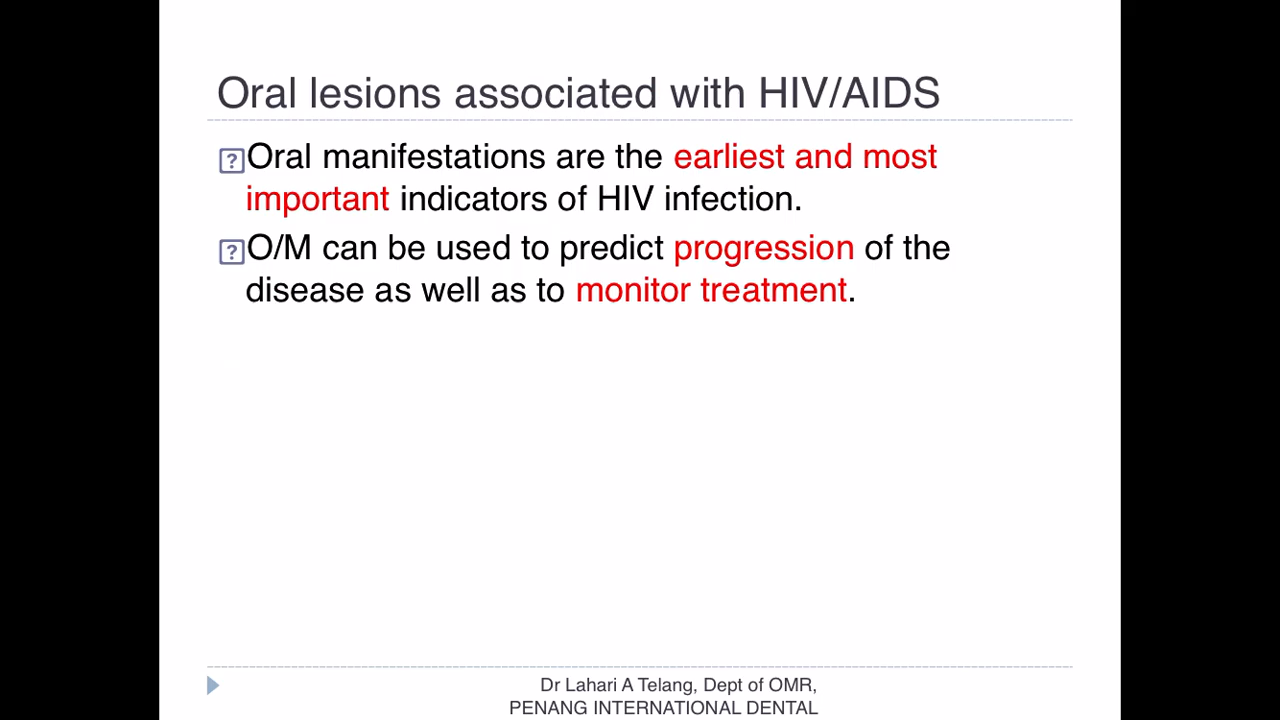 Oral lesions associated with HIV/AIDS
Oral manifestations are the earliest and most
important indicators of HIV infection.
O/M can be used to predict progression of the
disease as well as to monitor treatment.
Dr Lahari A Telang, Dept of OMR,
PENANG INTERNATIONAL DENTAL